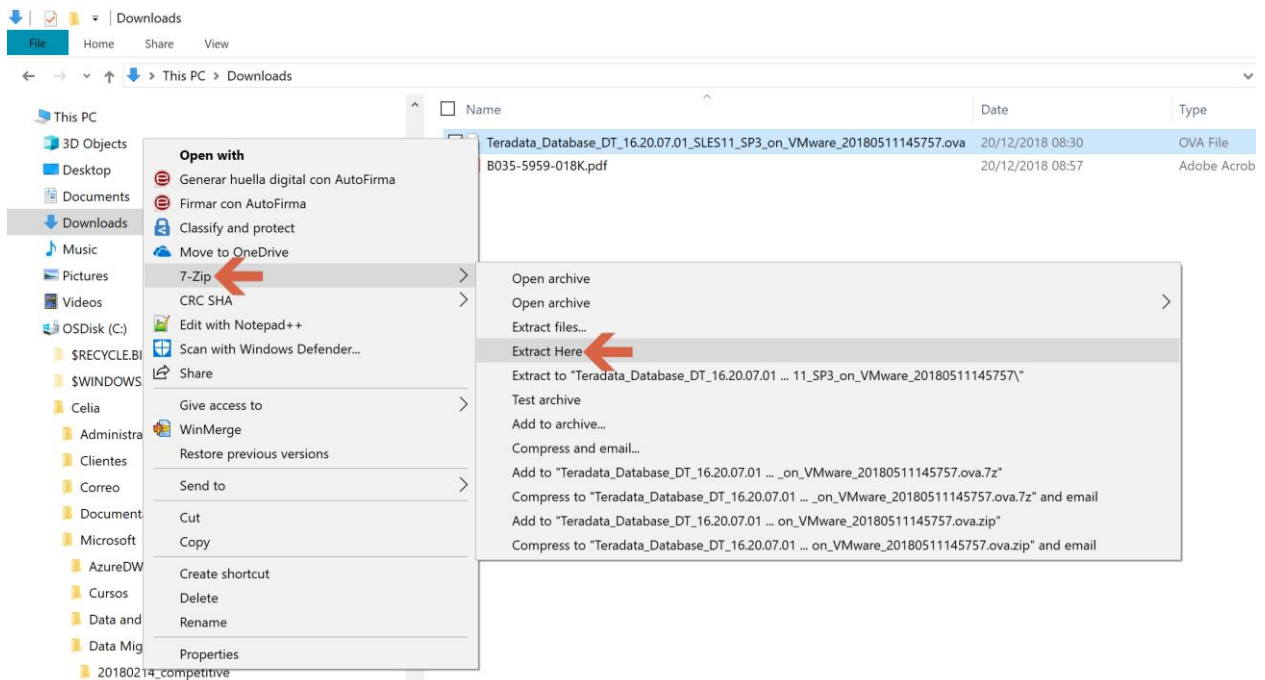 Downloads
File Home Share View
This PC > Downloads
This PC
3D Objects
Desktop
Documents
Downloads
Music
Pictures
Videos
OSDisk (C:)
$RECYCLE.BI
$WINDOWS
Celia
Administra
Clientes
Correo
Document
Microsoft
AzureDW
Cursos
Data and
Data Mig
20180214_competitive
Name Date Type
Teradata_Database_DT_16.20.07.01_SLES11_SP3_on_VMware_20180511145757.ova 20/12/2018 08:30 OVA File
B035-5959-018K.pdf 20/12/2018 08:57 Adobe Acrob
Open with
Generar huella digital con AutoFirma
Firmar con AutoFirma
Classify and protect
Move to OneDrive
7-Zip
CRC SHA
Edit with Notepad++
Scan with Windows Defender...
Share
Give access to
WinMerge
Restore previous versions
Send to
Cut
Copy
Create shortcut
Delete
Rename
Properties
Open archive
Open archive
Extract files...
Extract Here
Extract to "Teradata_Database_DT_16.20.07.01 ... 11_SP3_on_VMware_20180511145757\"
Test archive
Add to archive...
Compress and email...
Add to "Teradata_Database_DT_16.20.07.01 ... _on_VMware_20180511145757.ova.7z"
Compress to "Teradata_Database_DT_16.20.07.01 ... _on_VMware_20180511145757.ova.7z" and email
Add to "Teradata_Database_DT_16.20.07.01 ... on_VMware_20180511145757.ova.zip"
Compress to "Teradata_Database_DT_16.20.07.01 ... on_VMware_20180511145757.ova.zip" and email